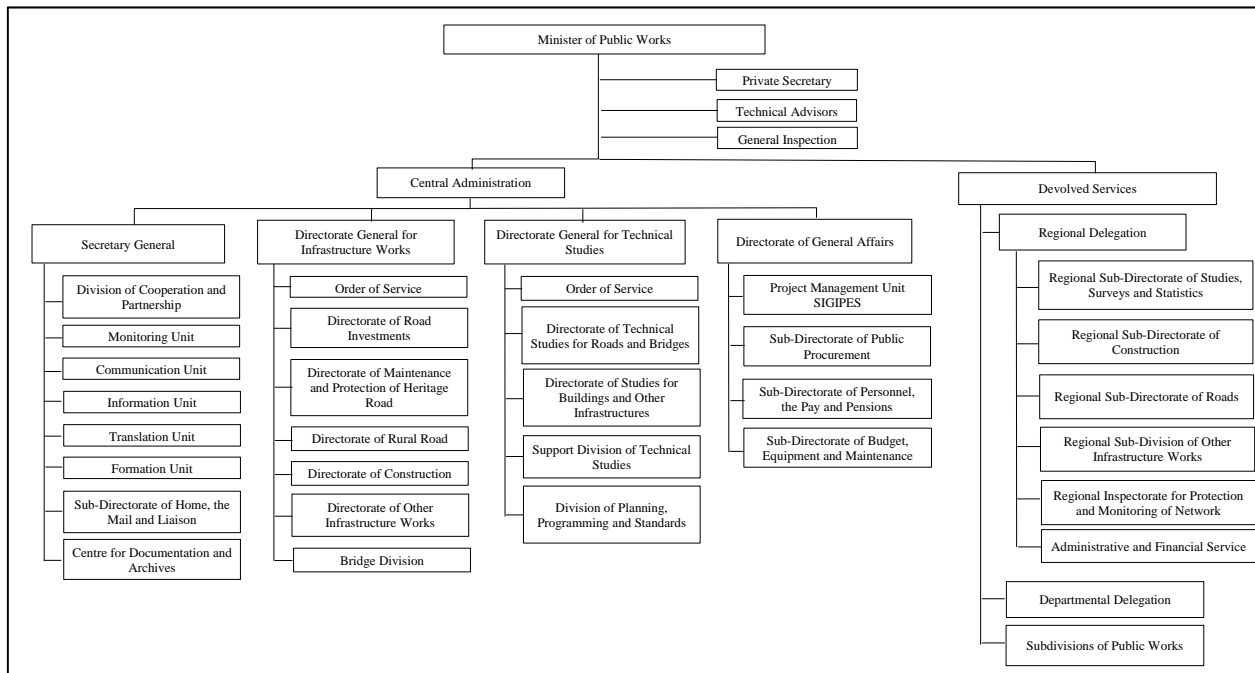 Minister of Public Works
Private Secretary
Technical Advisors
General Inspection
Central Administration
Devolved Services
Secretary General
Division of Cooperation and
Partnership
Monitoring Unit
Communication Unit
Information Unit
Translation Unit
Formation Unit
Sub-Directorate of Home, the
Mail and Liaison
Centre for Documentation and
Archives
Directorate General for
Infrastructure Works
Order of Service
Directorate of Road
Investments
Directorate of Maintenance
and Protection of Heritage
Road
Directorate of Rural Road
Directorate of Construction
Directorate of Other
Infrastructure Works
Bridge Division
Directorate General for Technical
Studies
Order of Service
Directorate of Technical
Studies for Roads and Bridges
Directorate of Studies for
Buildings and Other
Infrastructures
Support Division of Technical
Studies
Division of Planning,
Programming and Standards
Directorate of General Affairs
Project Management Unit
SIGIPES
Sub-Directorate of Public
Procurement
Sub-Directorate of Personnel,
the Pay and Pensions
Sub-Directorate of Budget,
Equipment and Maintenance
Regional Delegation
Regional Sub-Directorate of Studies,
Surveys and Statistics
Regional Sub-Directorate of
Construction
Regional Sub-Directorate of Roads
Regional Sub-Division of Other
Infrastructure Works
Regional Inspectorate for Protection
and Monitoring of Network
Administrative and Financial Service
Departmental Delegation
Subdivisions of Public Works